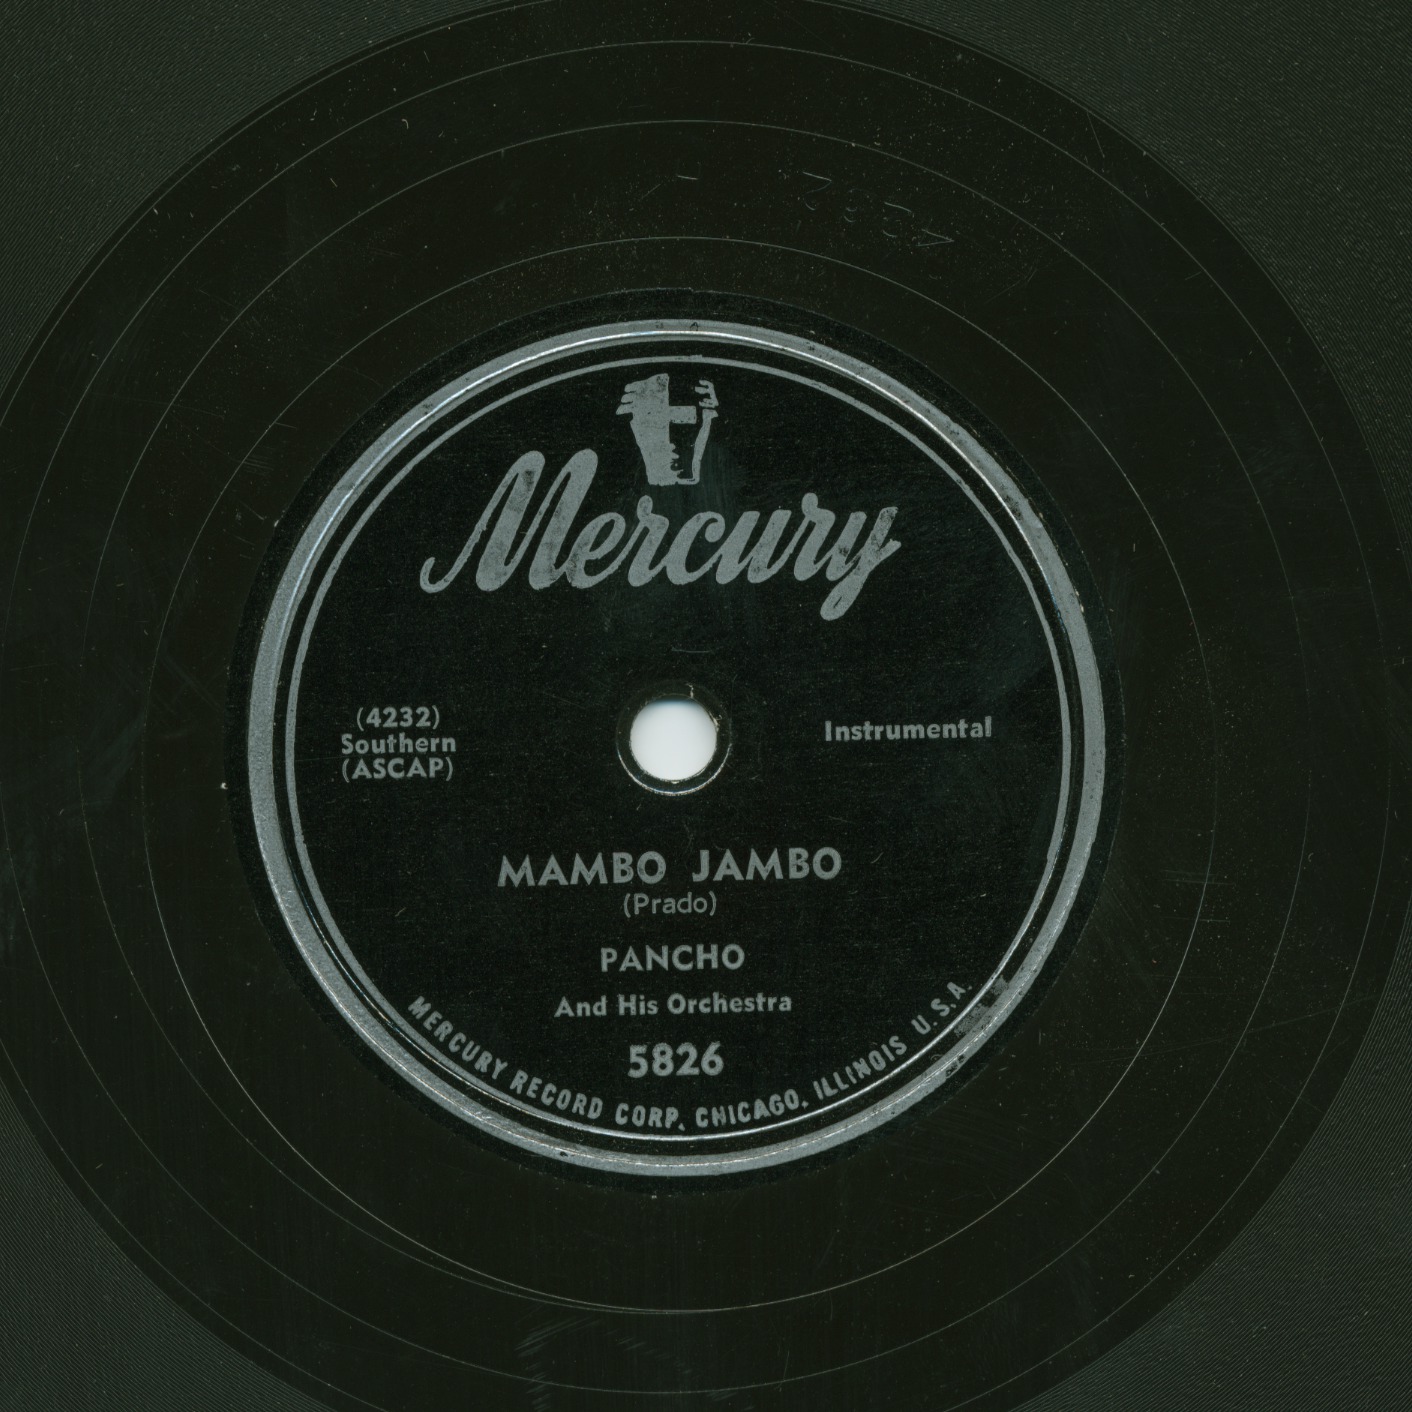 Mercury
(4232)
Southern
(ASCAP)
Instrumental
MAMBO JAMBO
(Prado)
PANCHO
And His Orchestra
5826
MERCURY RECORD CORP. CHICAGO, ILLINOIS U.S.A.